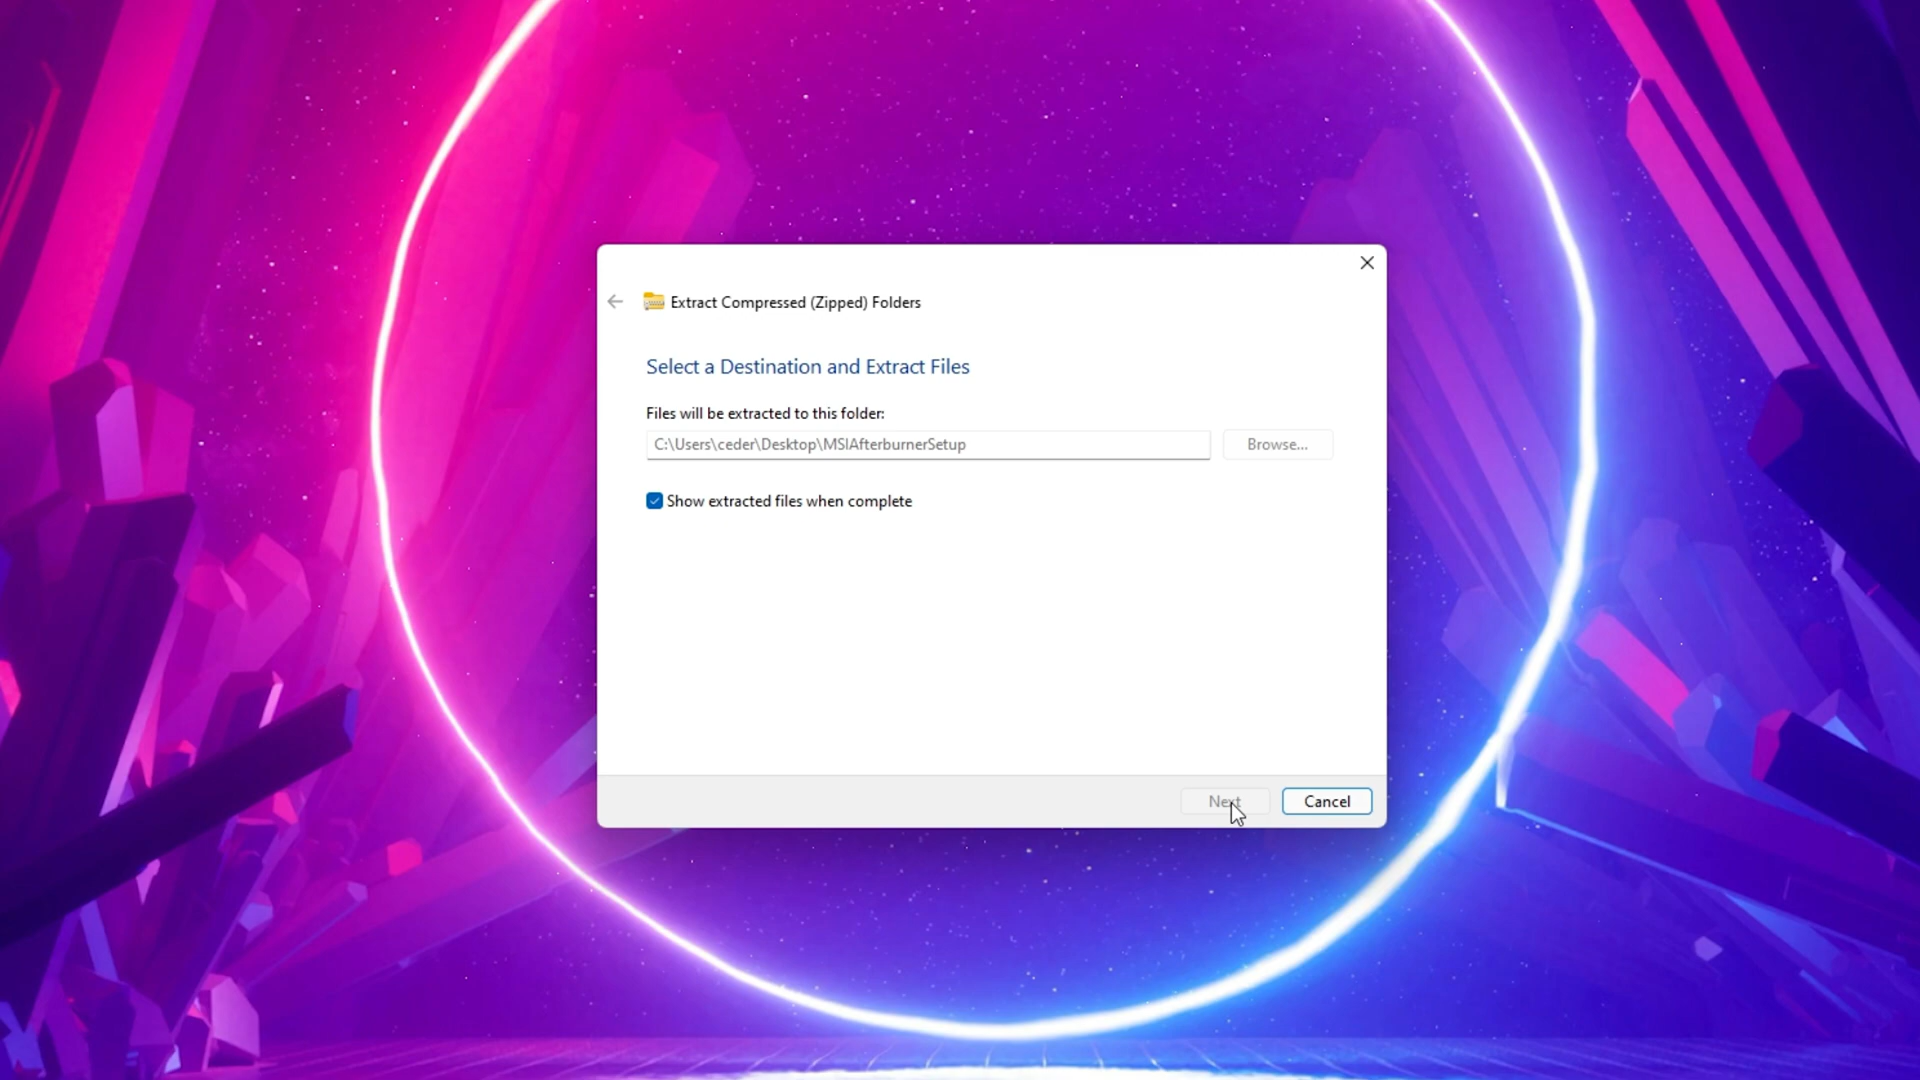 Extract Compressed (Zipped) Folders
Select a Destination and Extract Files
Files will be extracted to this folder:
C:\Users\ceder\Desktop\MSIAfterburnerSetup
Browse...
Show extracted files when complete
Next
Cancel